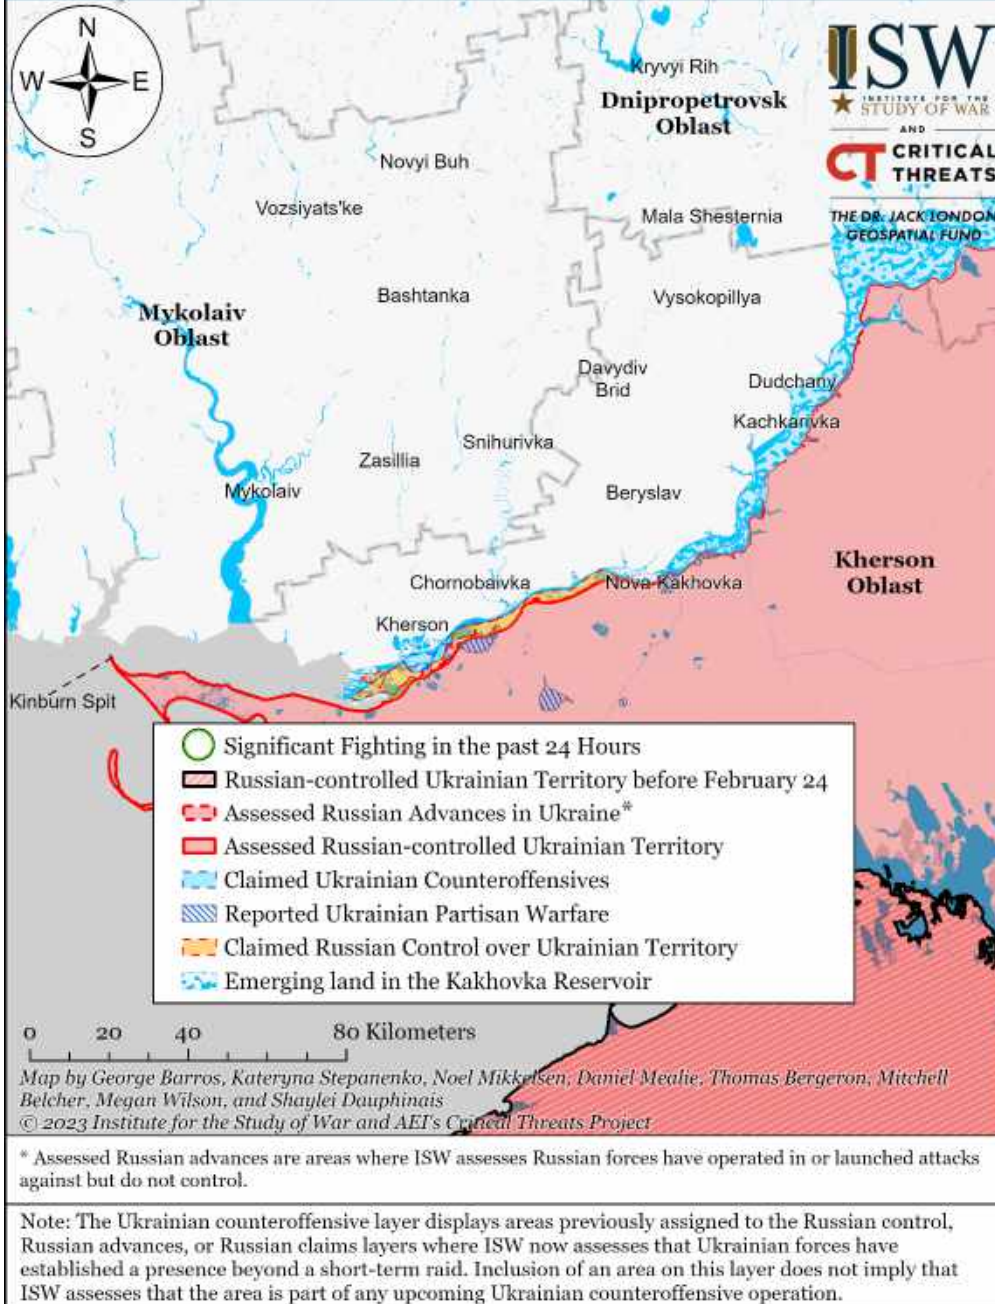 N
W E
S
ISW
INSTITUTE FOR THE
STUDY OF WAR
AND
CT CRITICAL
THREATS
THE DR. JACK LONDON
GEOSPATIAL FUND
Kryvyi Rih
Dnipropetrovsk
Oblast
Novyi Buh
Vozsiyats'ke
Mala Shesternia
Bashtanka
Vysokopillya
Mykolaiv
Oblast
Davydiv
Brid
Dudchany
Kachkarivka
Snihurivka
Zasillia
Mykolaiv
Beryslav
Kherson
Oblast
Chornobaivka
Nova Kakhovka
Kherson
Kinburn Spit
Significant Fighting in the past 24 Hours
Russian-controlled Ukrainian Territory before February 24
Assessed Russian Advances in Ukraine*
Assessed Russian-controlled Ukrainian Territory
Claimed Ukrainian Counteroffensives
Reported Ukrainian Partisan Warfare
Claimed Russian Control over Ukrainian Territory
Emerging land in the Kakhovka Reservoir
0 20 40 80 Kilometers
Map by George Barros, Kateryna Stepanenko, Noel Mikkelsen, Daniel Mealie, Thomas Bergeron, Mitchell
Belcher, Megan Wilson, and Shaylei Dauphinais
© 2023 Institute for the Study of War and AEI's Critical Threats Project
* Assessed Russian advances are areas where ISW assesses Russian forces have operated in or launched attacks
against but do not control.
Note: The Ukrainian counteroffensive layer displays areas previously assigned to the Russian control,
Russian advances, or Russian claims layers where ISW now assesses that Ukrainian forces have
established a presence beyond a short-term raid. Inclusion of an area on this layer does not imply that
ISW assesses that the area is part of any upcoming Ukrainian counteroffensive operation.